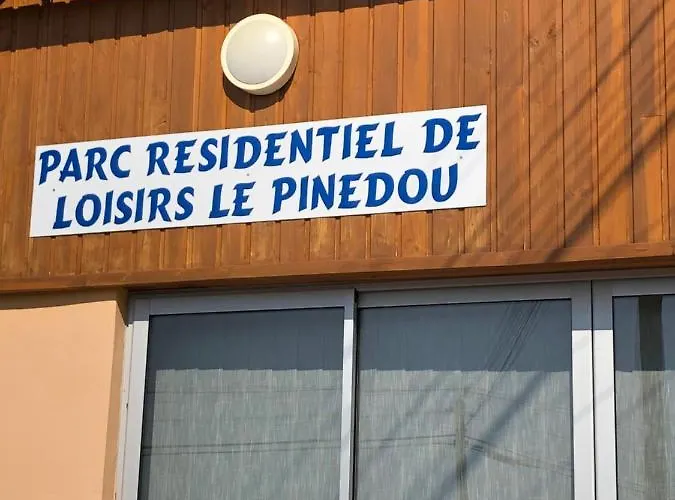 PARC RESIDENTIEL DE
LOISIRS LE PINEDOU